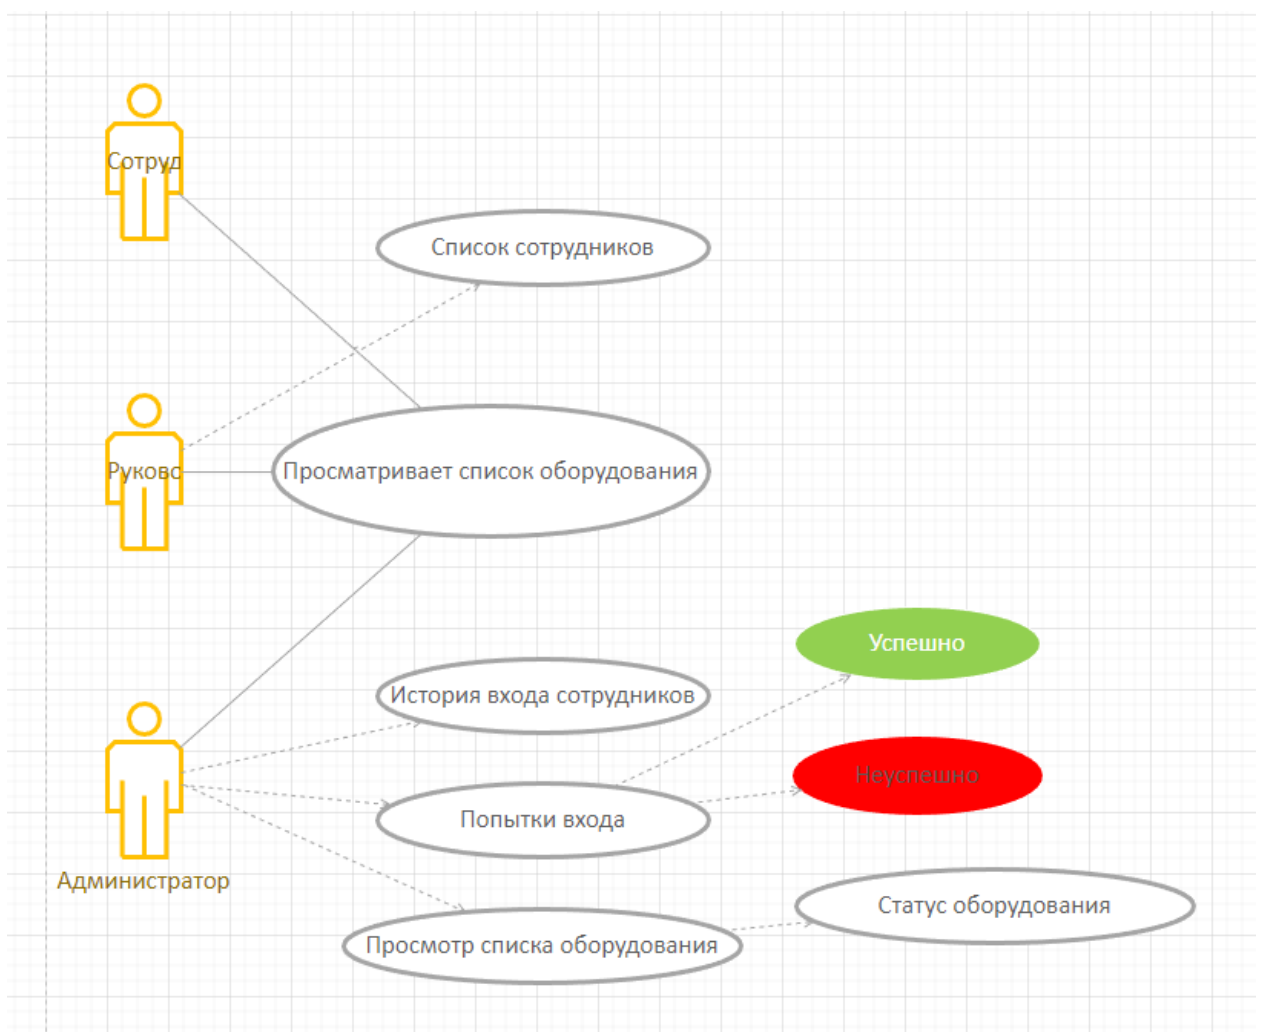 Сотруд
Список сотрудников
Руково
Просматривает список оборудования
Успешно
История входа сотрудников
Неуспешно
Попытки входа
Администратор
Статус оборудования
Просмотр списка оборудования